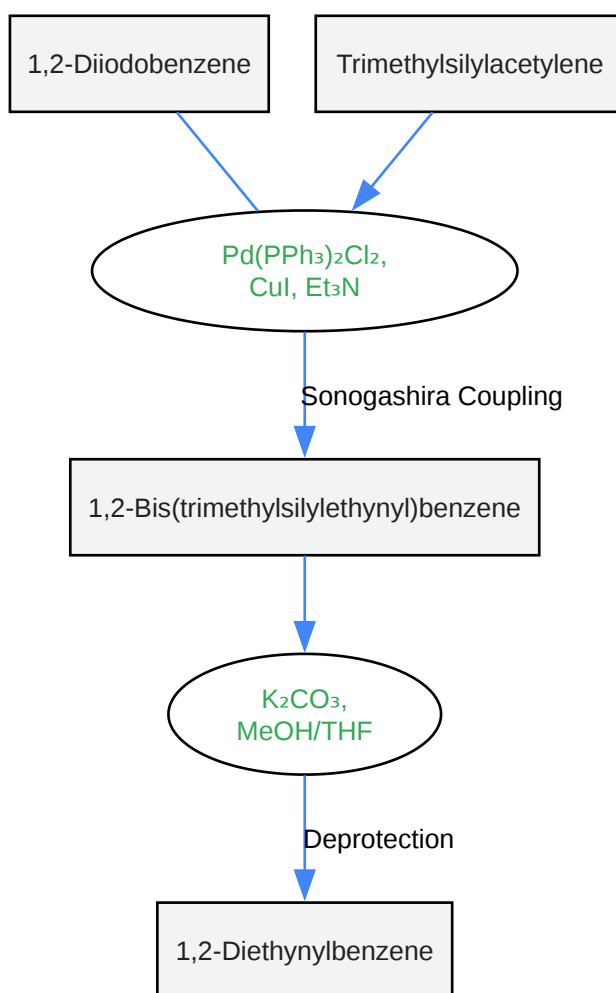 1,2-Diiodobenzene
Trimethylsilylacetylene
Pd(PPh₃)₂Cl₂,
CuI, Et₃N
Sonogashira Coupling
1,2-Bis(trimethylsilylethynyl)benzene
K₂CO₃,
MeOH/THF
Deprotection
1,2-Diethynylbenzene